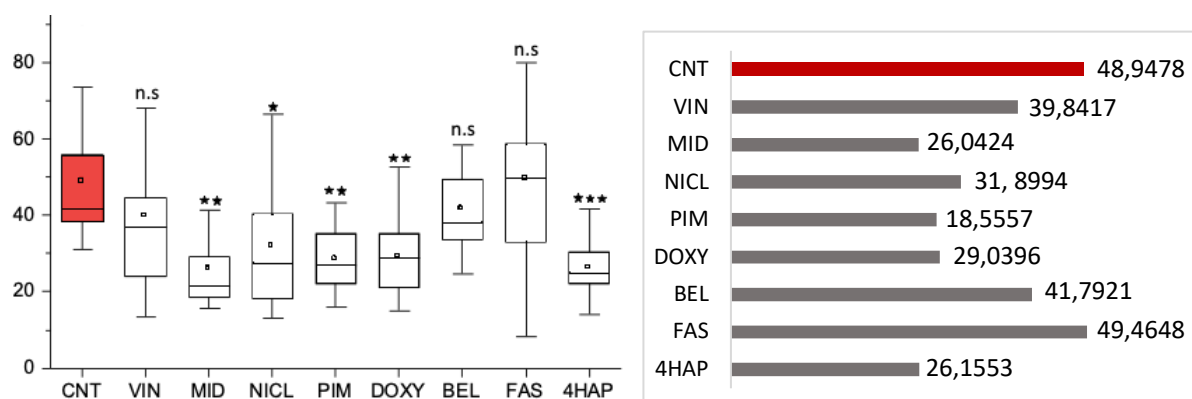 80
60
40
20
0
n.s
★★
★
★★
★★
n.s
n.s
★★★
CNT VIN MID NICL PIM DOXY BEL FAS 4HAP
CNT 48,9478
VIN 39,8417
MID 26,0424
NICL 31, 8994
PIM 18,5557
DOXY 29,0396
BEL 41,7921
FAS 49,4648
4HAP 26,1553